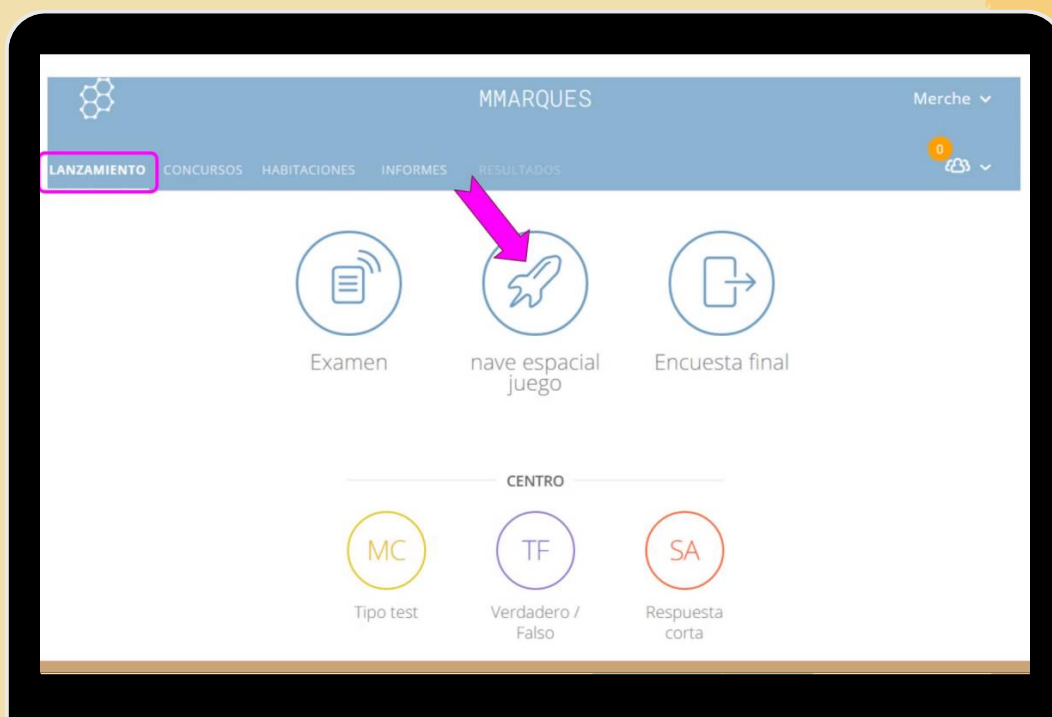 MMARQUES
Merche
0
LANZAMIENTO CONCURSOS HABITACIONES INFORMES RESULTADOS
Examen
nave espacial
juego
Encuesta final
CENTRO
MC
TF
SA
Tipo test
Verdadero /
Falso
Respuesta
corta